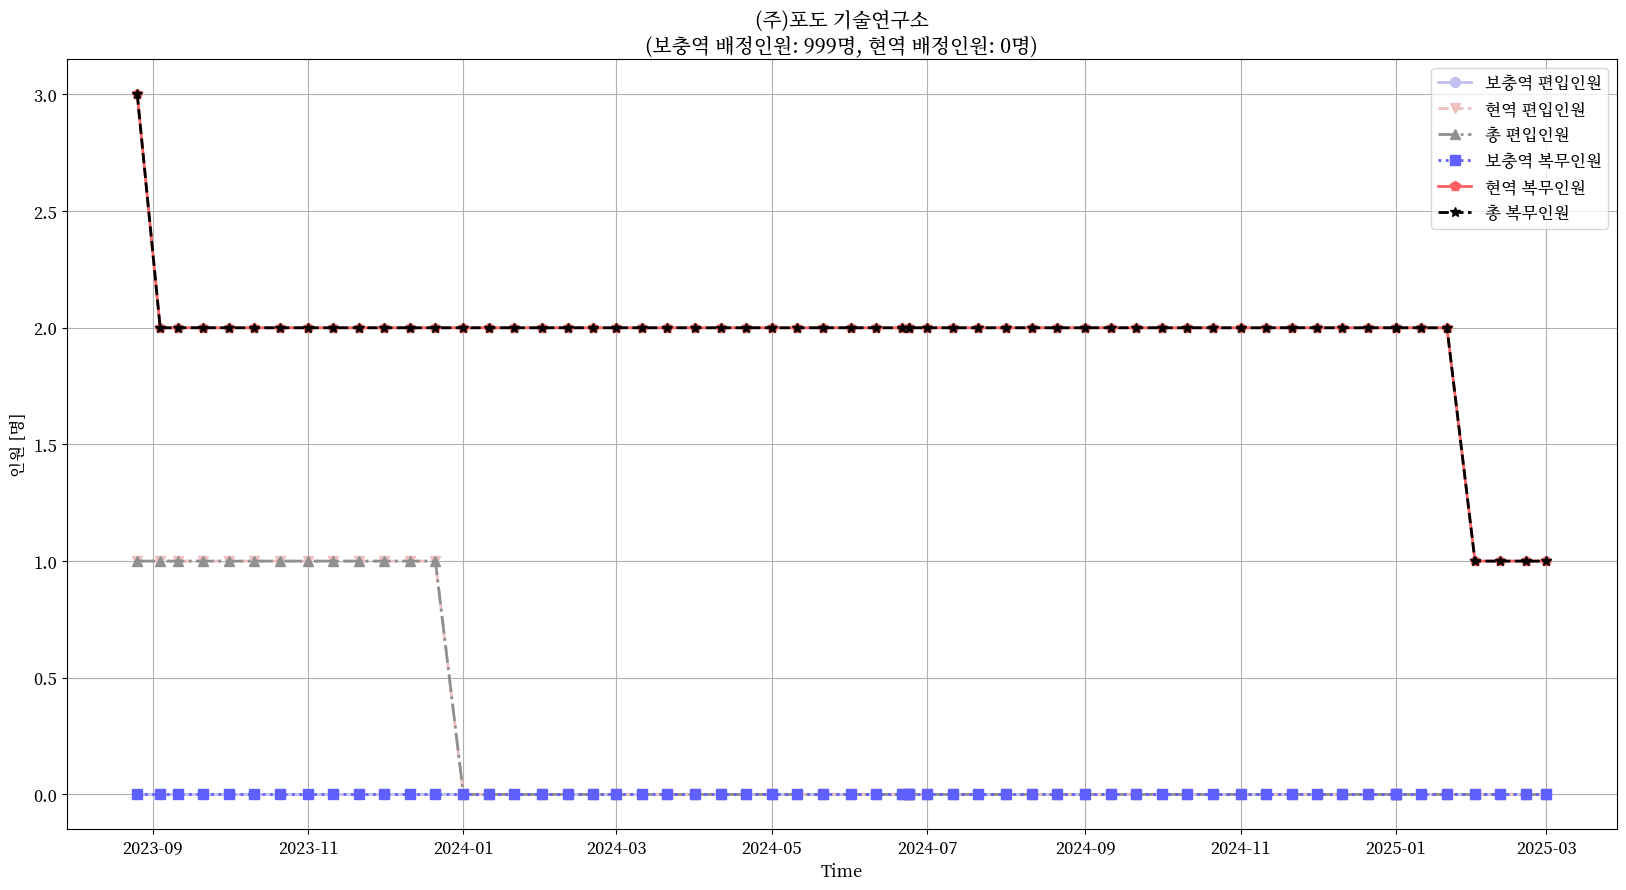 (주)포도 기술연구소
(보충역 배정인원: 999명, 현역 배정인원: 0명)
보충역 편입인원
현역 편입인원
총 편입인원
보충역 복무인원
현역 복무인원
총 복무인원
인원 [명]
3.0
2.5
2.0
1.5
1.0
0.5
0.0
2023-09
2023-11
2024-01
2024-03
2024-05
2024-07
2024-09
2024-11
2025-01
2025-03
Time